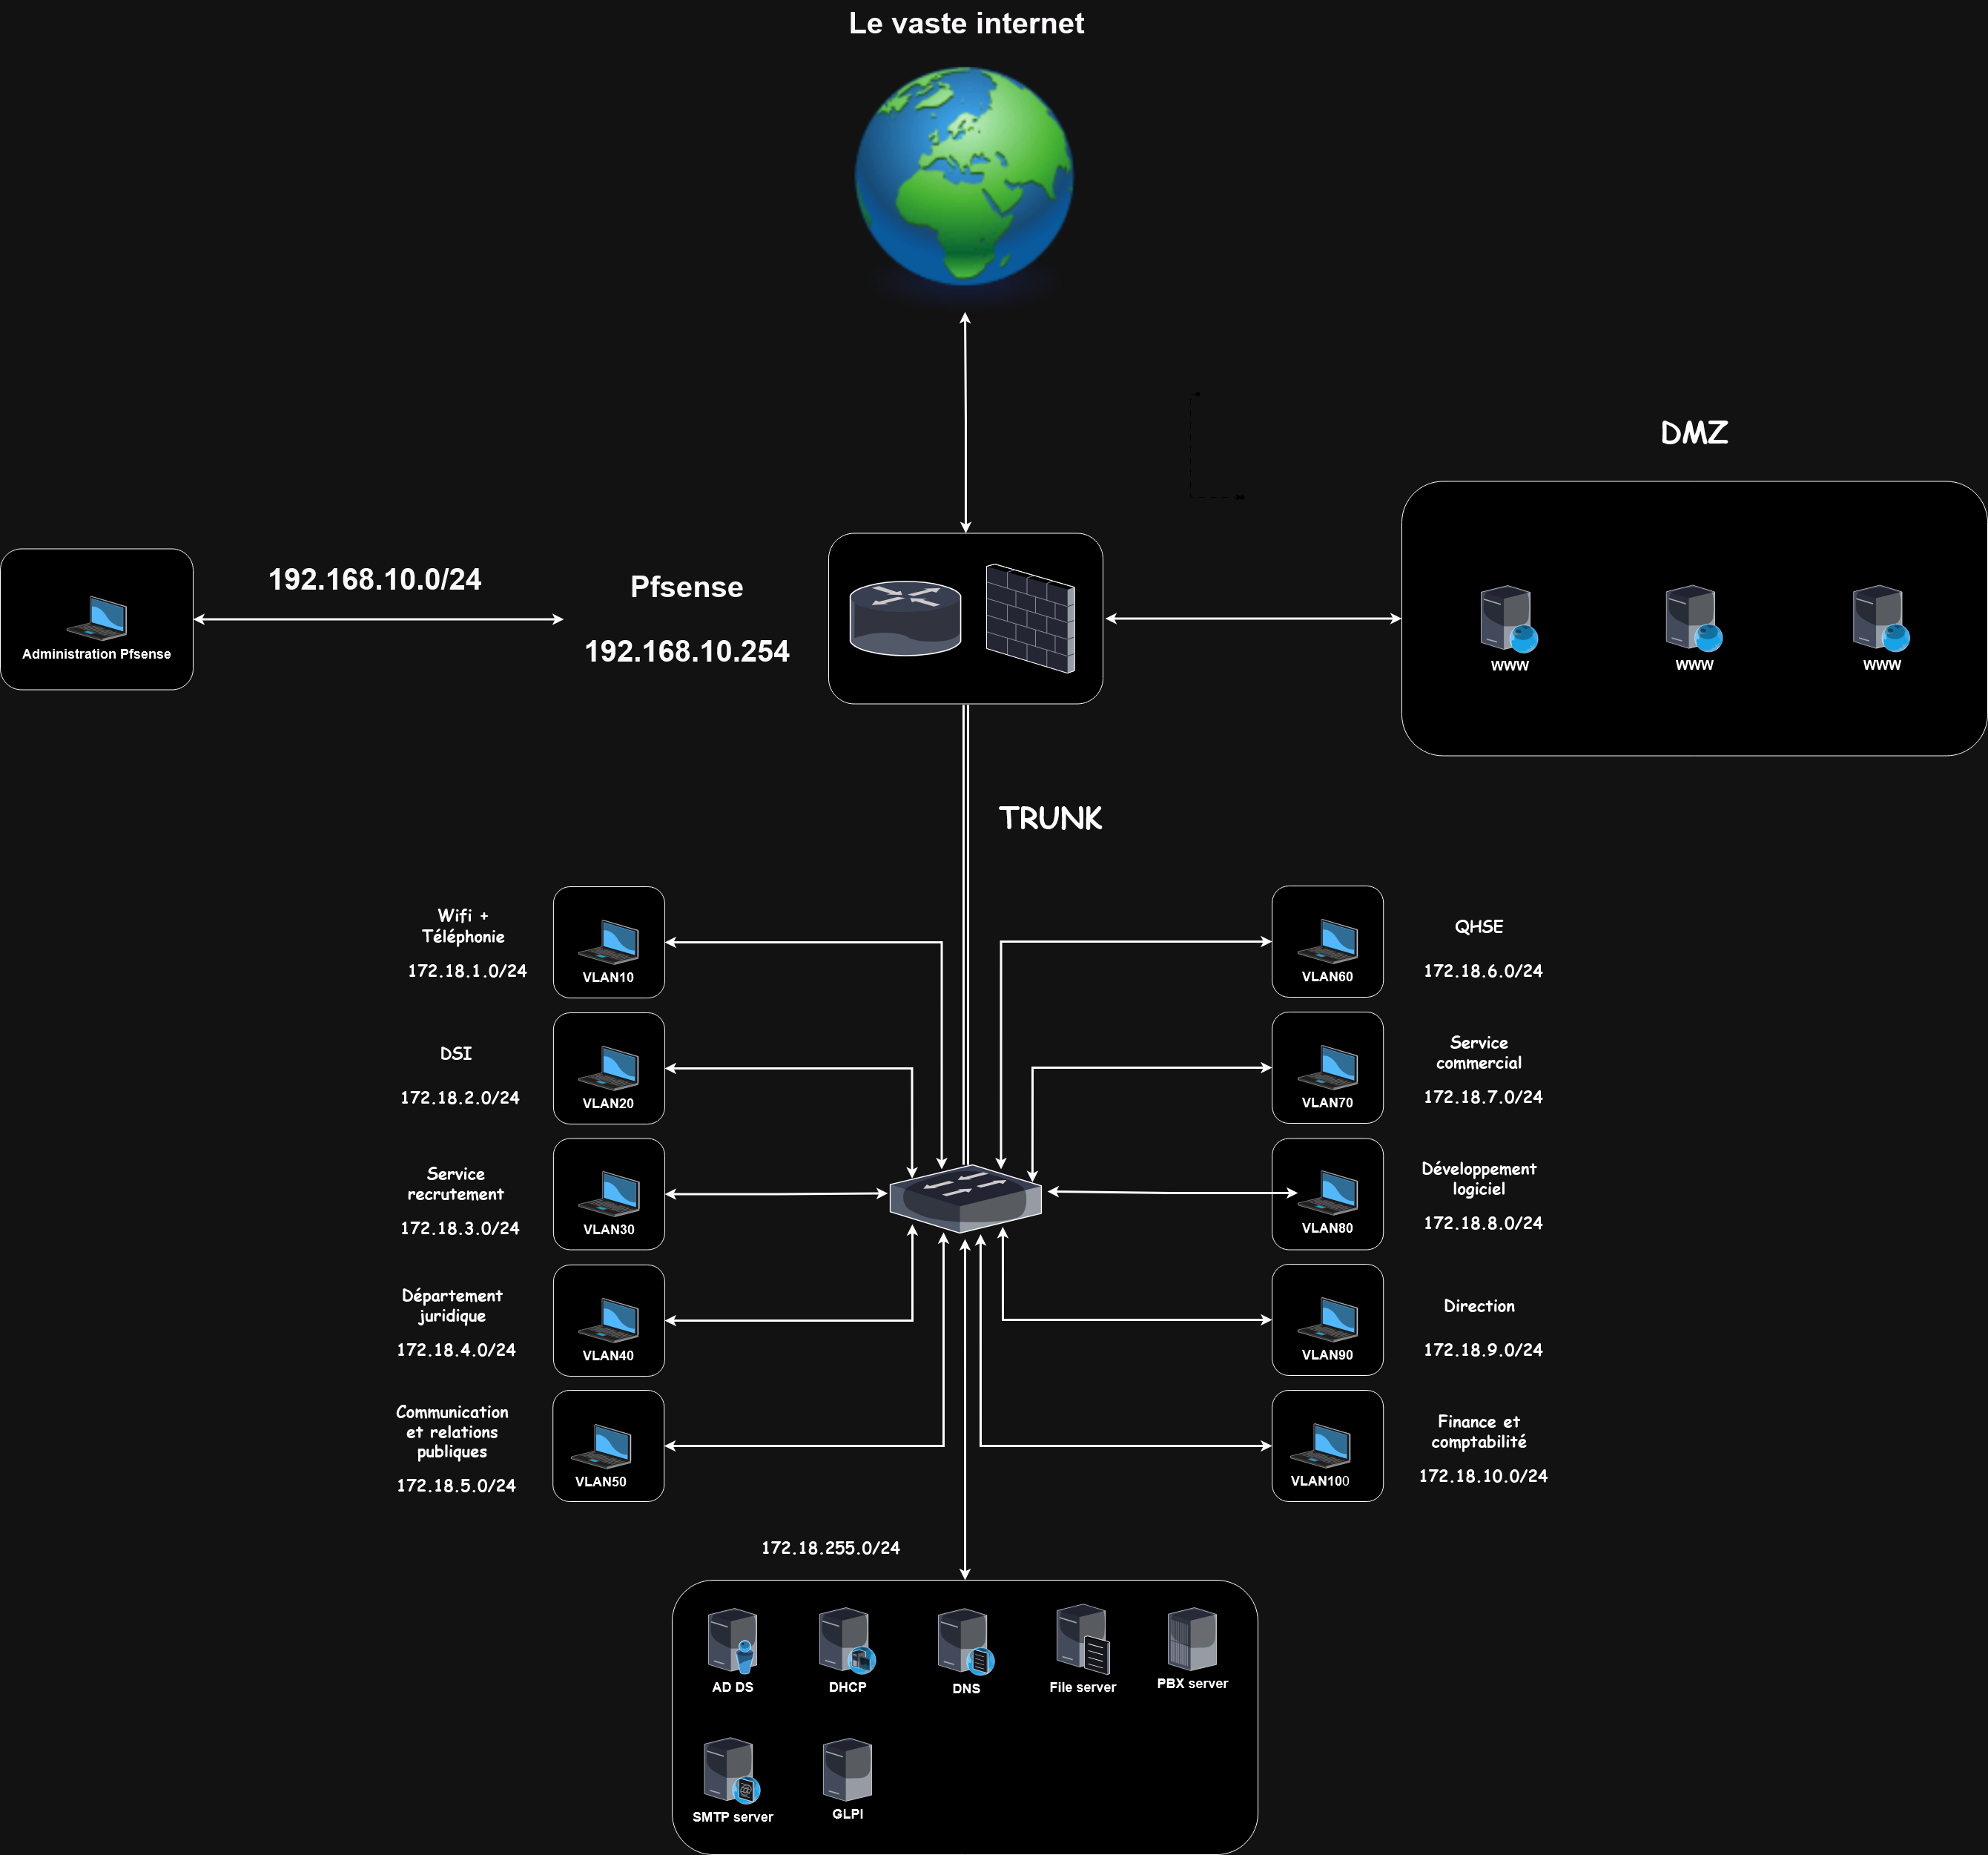 Le vaste internet
DMZ
192.168.10.0/24
Pfsense
192.168.10.254
Administration Pfsense
WWW
WWW
WWW
TRUNK
Wifi +
Téléphonie
172.18.1.0/24
VLAN10
VLAN60
QHSE
172.18.6.0/24
DSI
172.18.2.0/24
VLAN20
VLAN70
Service
commercial
172.18.7.0/24
Service
recrutement
172.18.3.0/24
VLAN30
VLAN80
Développement
logiciel
172.18.8.0/24
Département
juridique
172.18.4.0/24
VLAN40
VLAN90
Direction
172.18.9.0/24
Communication
et relations
publiques
172.18.5.0/24
VLAN50
VLAN100
Finance et
comptabilité
172.18.10.0/24
172.18.255.0/24
AD DS
DHCP
DNS
File server
PBX server
SMTP server
GLPI